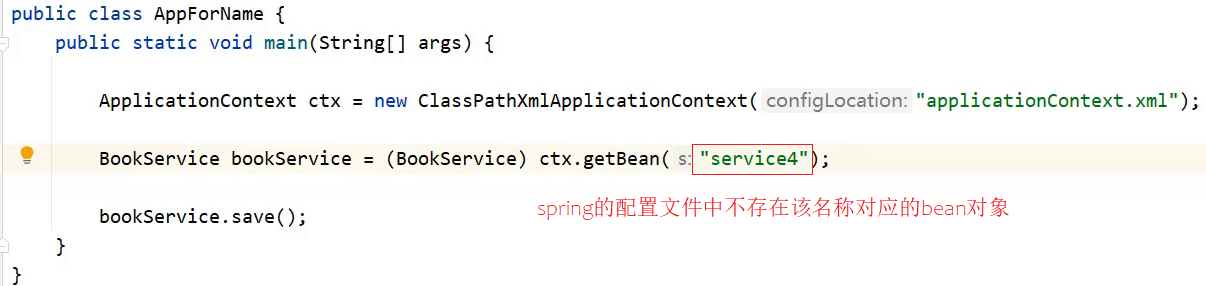 public class AppForName {
public static void main(String[] args) {
ApplicationContext ctx = new ClassPathXmlApplicationContext( configLocation: "applicationContext.xml");
BookService bookService = (BookService) ctx.getBean( s: "service4");
spring的配置文件中不存在该名称对应的bean对象
bookService.save();
}
}